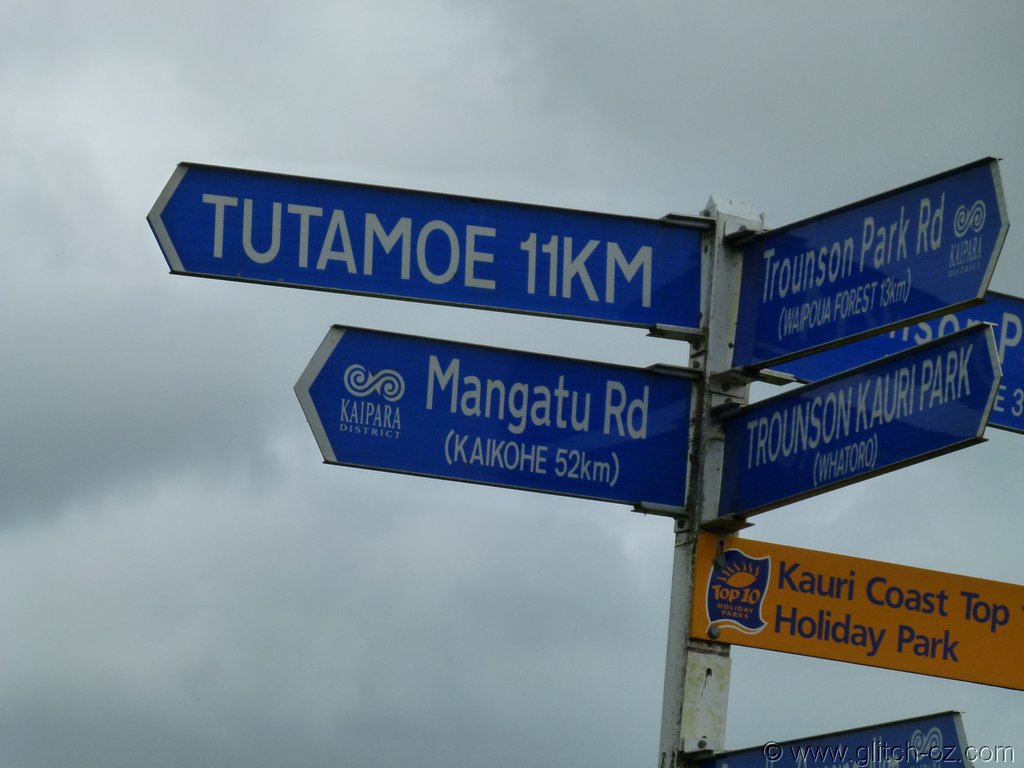 TUTAMOE 11KM
KAIPARA
DISTRICT
Mangatu Rd
(KAIKOHE 52km)
Trounson Park Rd
(WAIPOUA FOREST 13km)
KAIPARA
DISTRICT
TROUNSON KAURI PARK
(WHATORO)
TOP 10
HOLIDAY
PARKS
Kauri Coast Top
Holiday Park
© www.glitch-oz.com